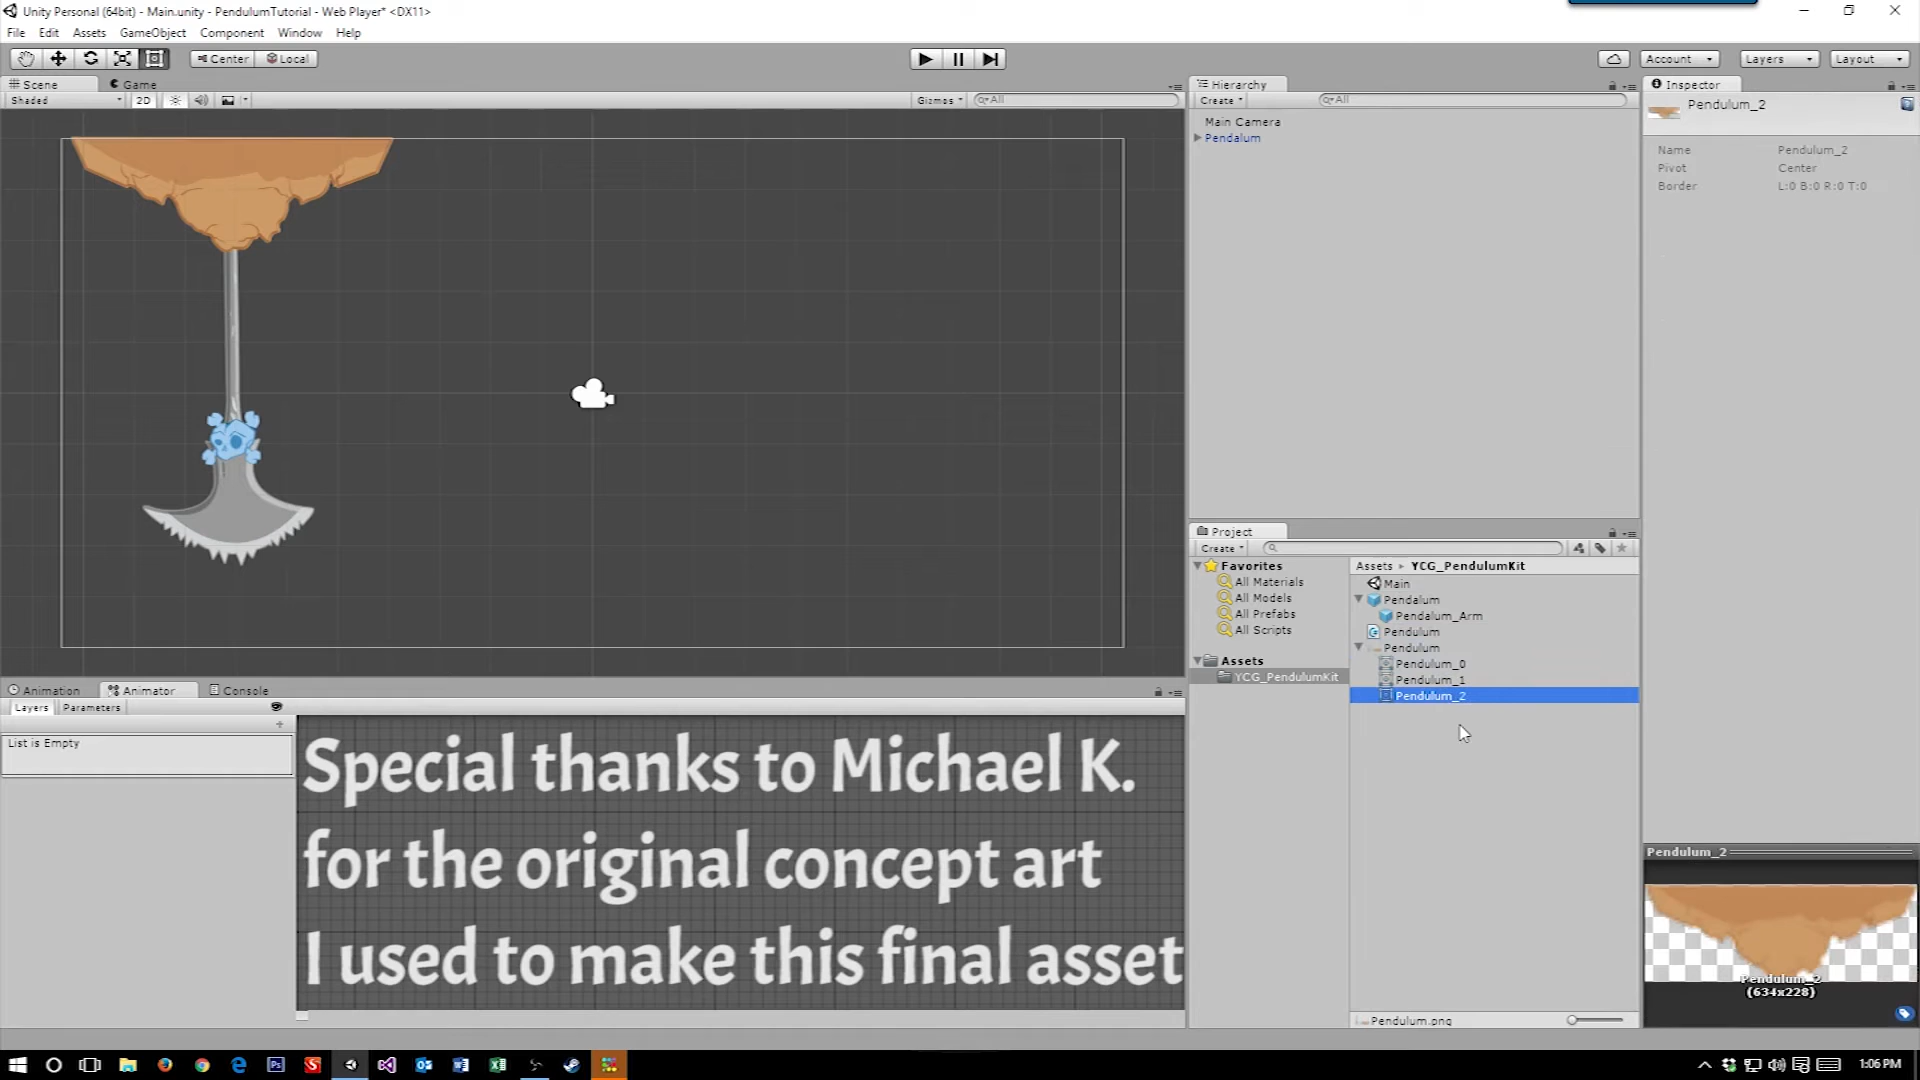 Unity Personal (64bit) - Main.unity - PendulumTutorial - Web Player* <DX11>
File Edit Assets GameObject Component Window Help
Center Local
Account Layers Layout
Scene Game
Shaded 2D Gizmos All
Hierarchy
Create All
Main Camera
Pendalum
Inspector
Pendulum_2
Name Pendulum_2
Pivot Center
Border L:0 B:0 R:0 T:0
Project
Create
Favorites
All Materials
All Models
All Prefabs
All Scripts
Assets
YCG_PendulumKit
Assets YCG_PendulumKit
Main
Pendalum
Pendalum_Arm
Pendulum
Pendulum
Pendulum_0
Pendulum_1
Pendulum_2
Pendulum.png
Animation Animator Console
Layers Parameters
List is Empty
Special thanks to Michael K.
for the original concept art
I used to make this final asset
Pendulum_2
Pendulum_2
(634x228)
1:06 PM